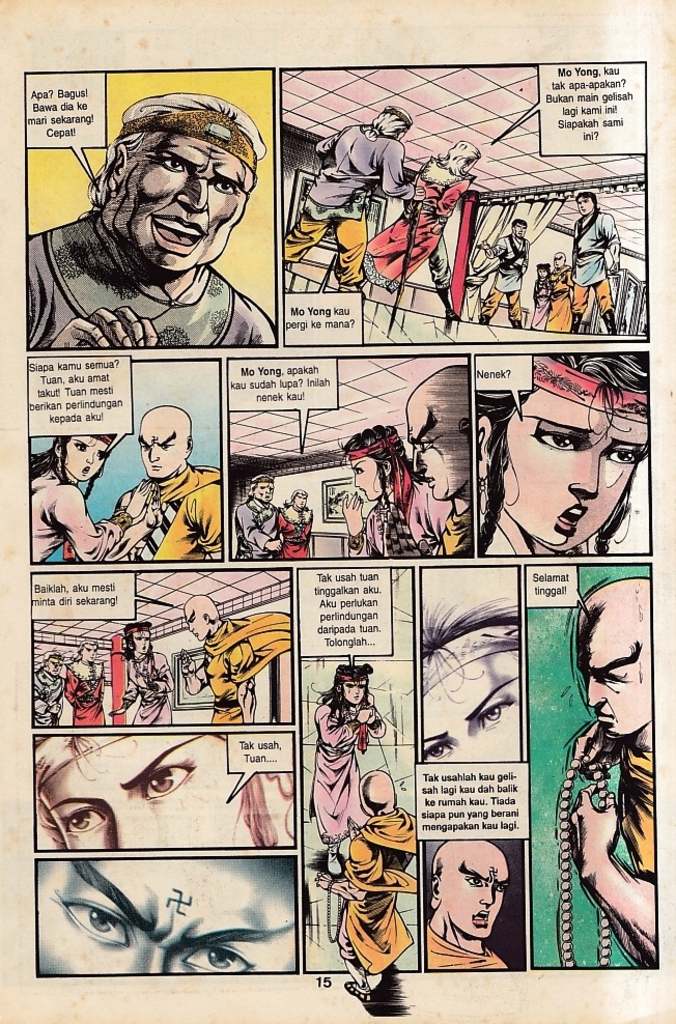 Apa? Bagus!
Bawa dia ke
mari sekarang!
Cepat!
Mo Yong, kau
tak apa-apakan?
Bukan main gelisah
lagi kami ini!
Siapakah sami
ini?
Mo Yong kau
pergi ke mana?
Siapa kamu semua?
Tuan, aku amat
takut! Tuan mesti
berikan perlindungan
kepada aku!
Mo Yong, apakah
kau sudah lupa? Inilah
nenek kau!
Nenek?
Baiklah, aku mesti
minta diri sekarang!
Tak usah tuan
tinggalkan aku.
Aku perlukan
perlindungan
daripada tuan.
Tolonglah...
Tak usah,
Tuan....
Tak usahlah kau geli-
sah lagi kau dah balik
ke rumah kau. Tiada
siapa pun yang berani
mengapakan kau lagi.
Selamat
tinggal!
15